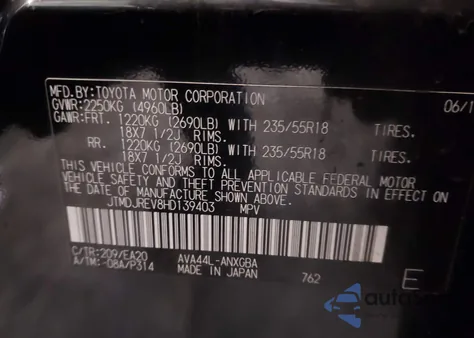 MFD.BY: TOYOTA MOTOR CORPORATION 06/1
GVWR: 2250KG (4960LB)
GAWR: FRT. 1220KG (2690LB) WITH 235/55R18 TIRES.
18X7 1/2J RIMS.
RR. 1220KG (2690LB) WITH 235/55R18 TIRES.
18X7 1/2J RIMS.
THIS VEHICLE CONFORMS TO ALL APPLICABLE FEDERAL MOTOR
VEHICLE SAFETY AND THEFT PREVENTION STANDARDS IN EFFECT
ON THE DATE OF MANUFACTURE SHOWN ABOVE.
JTMDJREV8HD139403 MPV
C/TR: 209/EA20 AVA44L-ANXGBA
A/TM: -08A/P314 MADE IN JAPAN 762 E